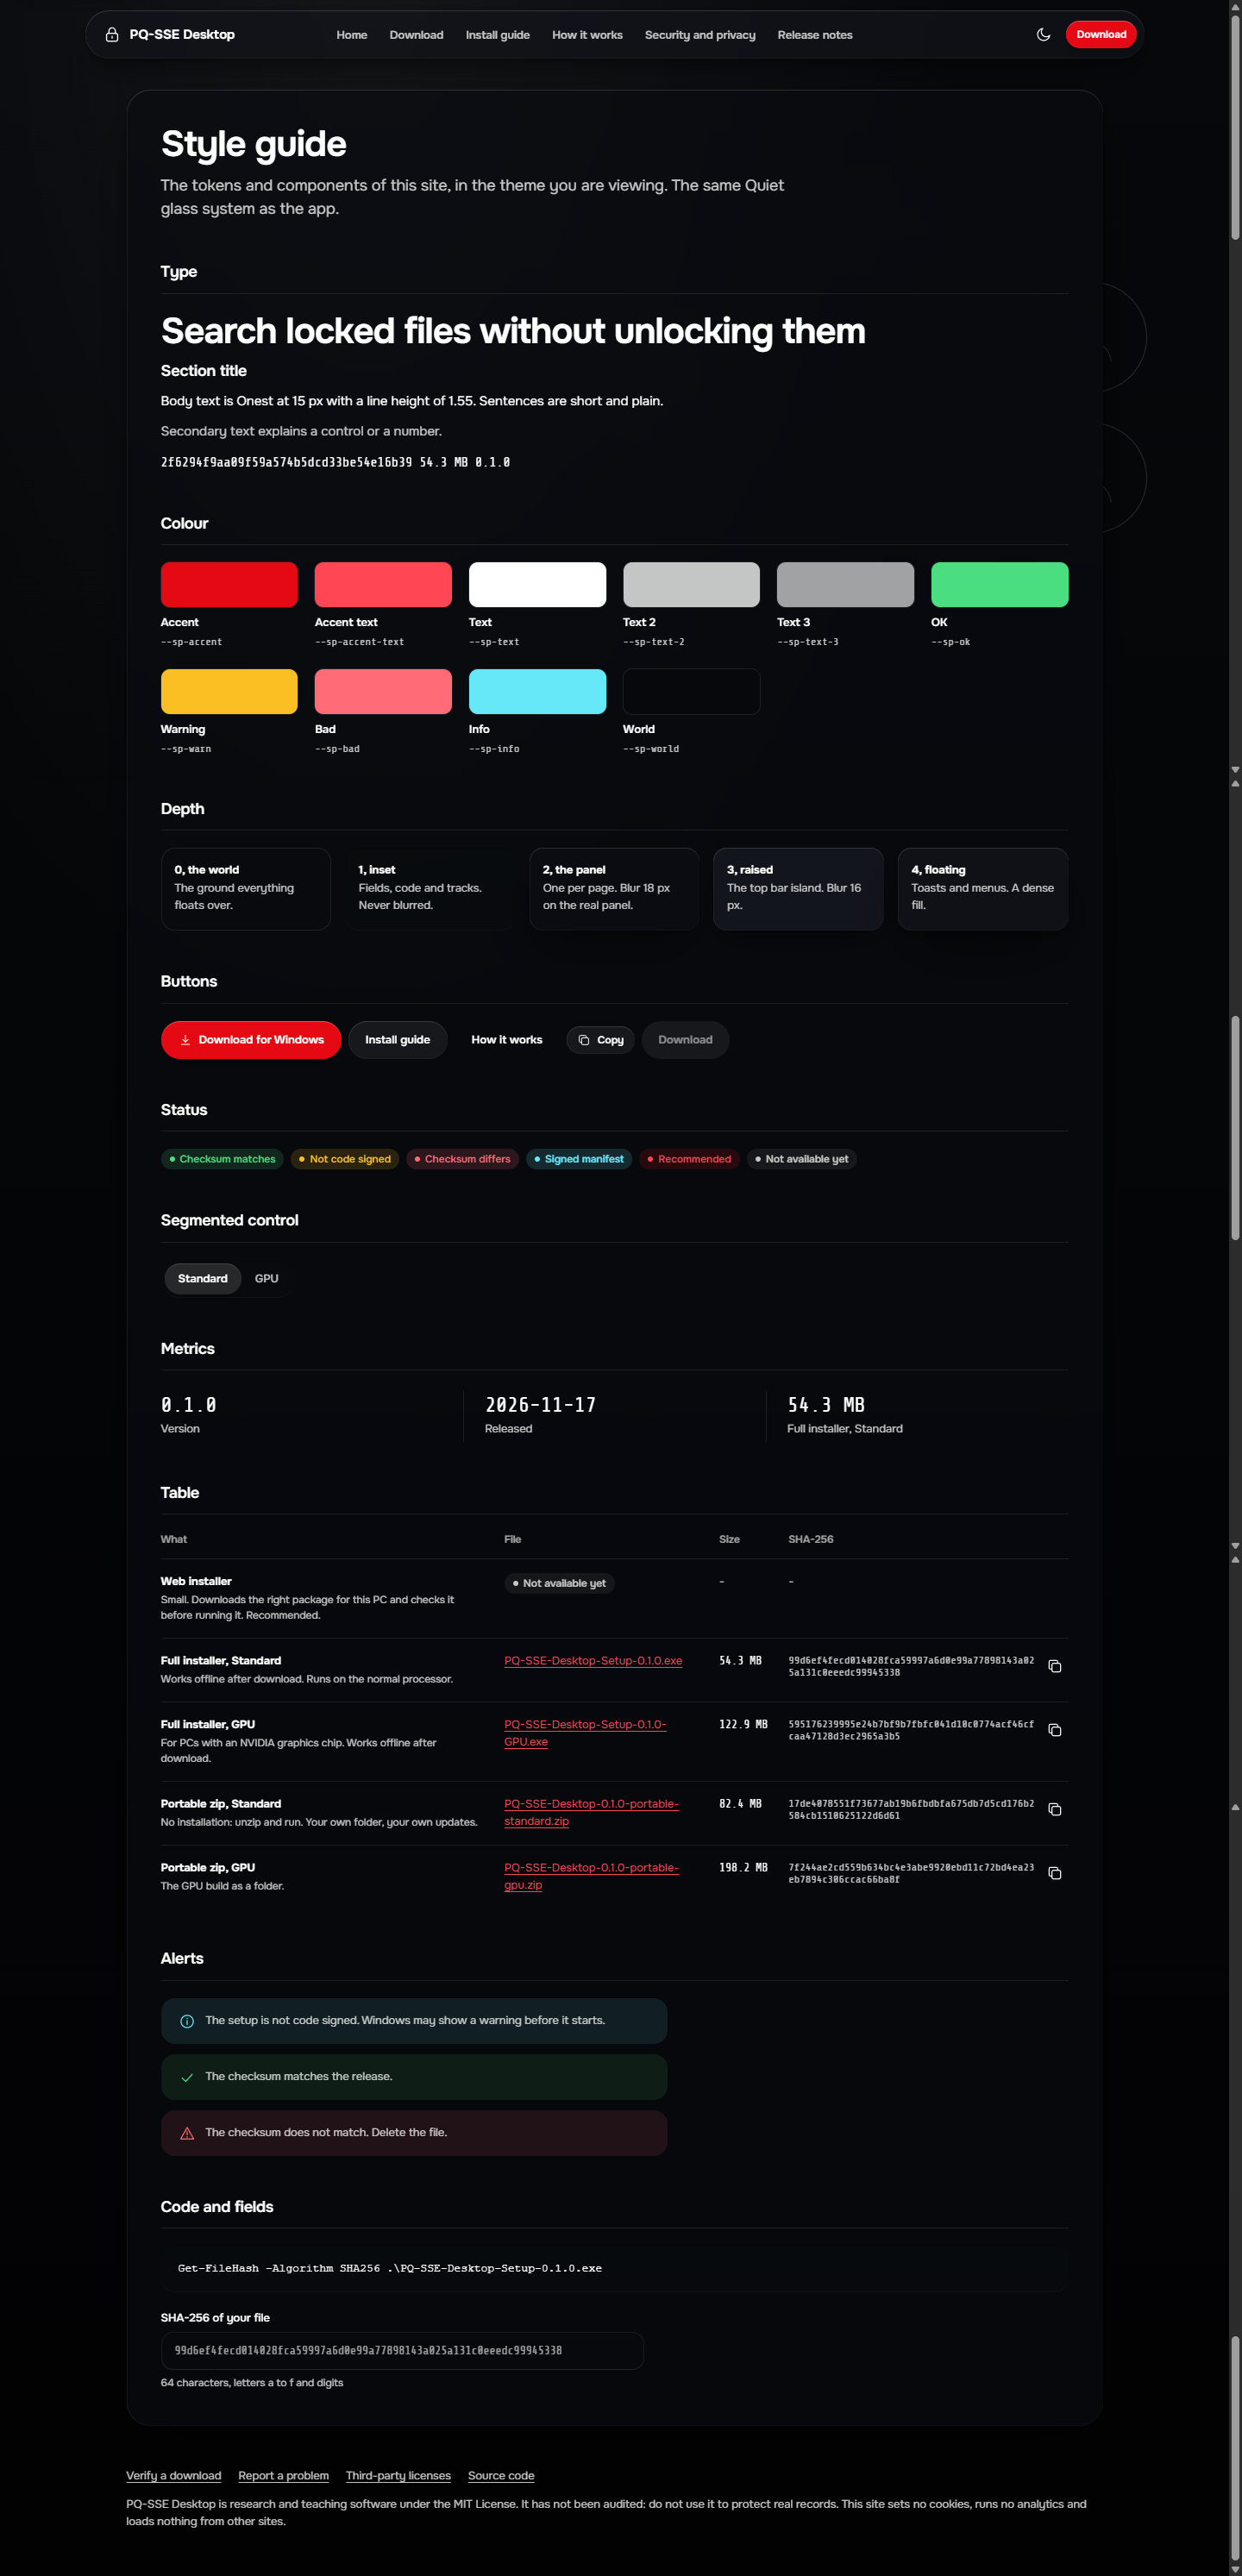 PQ-SSE Desktop
Home
Download
Install guide
How it works
Security and privacy
Release notes
Download
Style guide
The tokens and components of this site, in the theme you are viewing. The same Quiet
glass system as the app.
Type
Search locked files without unlocking them
Section title
Body text is Onest at 15 px with a line height of 1.55. Sentences are short and plain.
Secondary text explains a control or a number.
2f6294f9aa09f59a574b5dcd33be54e16b39 54.3 MB 0.1.0
Colour
Accent
--sp-accent
Accent text
--sp-accent-text
Text
--sp-text
Text 2
--sp-text-2
Text 3
--sp-text-3
OK
--sp-ok
Warning
--sp-warn
Bad
--sp-bad
Info
--sp-info
World
--sp-world
Depth
0, the world
The ground everything
floats over.
1, inset
Fields, code and tracks.
Never blurred.
2, the panel
One per page. Blur 18 px
on the real panel.
3, raised
The top bar island. Blur 16
px.
4, floating
Toasts and menus. A dense
fill.
Buttons
Download for Windows
Install guide
How it works
Copy
Download
Status
Checksum matches
Not code signed
Checksum differs
Signed manifest
Recommended
Not available yet
Segmented control
Standard
GPU
Metrics
0.1.0
Version
2026-11-17
Released
54.3 MB
Full installer, Standard
Table
What
File
Size
SHA-256
Web installer
Small. Downloads the right package for this PC and checks it
before running it. Recommended.
Not available yet
-
-
Full installer, Standard
Works offline after download. Runs on the normal processor.
PQ-SSE-Desktop-Setup-0.1.0.exe
54.3 MB
99d6ef4fecd014028fca59997a6d0e99a77898143a02
5a131c0eeedc99945338
Full installer, GPU
For PCs with an NVIDIA graphics chip. Works offline after
download.
PQ-SSE-Desktop-Setup-0.1.0-
GPU.exe
122.9 MB
595176239995e24b7bf9b7fbfc041d10c0774acf46cf
caa47128d3ec2965a3b5
Portable zip, Standard
No installation: unzip and run. Your own folder, your own updates.
PQ-SSE-Desktop-0.1.0-portable-
standard.zip
82.4 MB
17de4078551f73677ab19b6fbdbfa675db7d5cd176b2
584cb1510625122d6d61
Portable zip, GPU
The GPU build as a folder.
PQ-SSE-Desktop-0.1.0-portable-
gpu.zip
198.2 MB
7f244ae2cd559b634bc4e3abe9920ebd11c72bd4ea23
eb7894c306ccac66ba8f
Alerts
The setup is not code signed. Windows may show a warning before it starts.
The checksum matches the release.
The checksum does not match. Delete the file.
Code and fields
Get-FileHash -Algorithm SHA256 .\PQ-SSE-Desktop-Setup-0.1.0.exe
SHA-256 of your file
99d6ef4fecd014028fca59997a6d0e99a77898143a025a131c0eeedc99945338
64 characters, letters a to f and digits
Verify a download
Report a problem
Third-party licenses
Source code
PQ-SSE Desktop is research and teaching software under the MIT License. It has not been audited: do not use it to protect real records. This site sets no cookies, runs no analytics and
loads nothing from other sites.